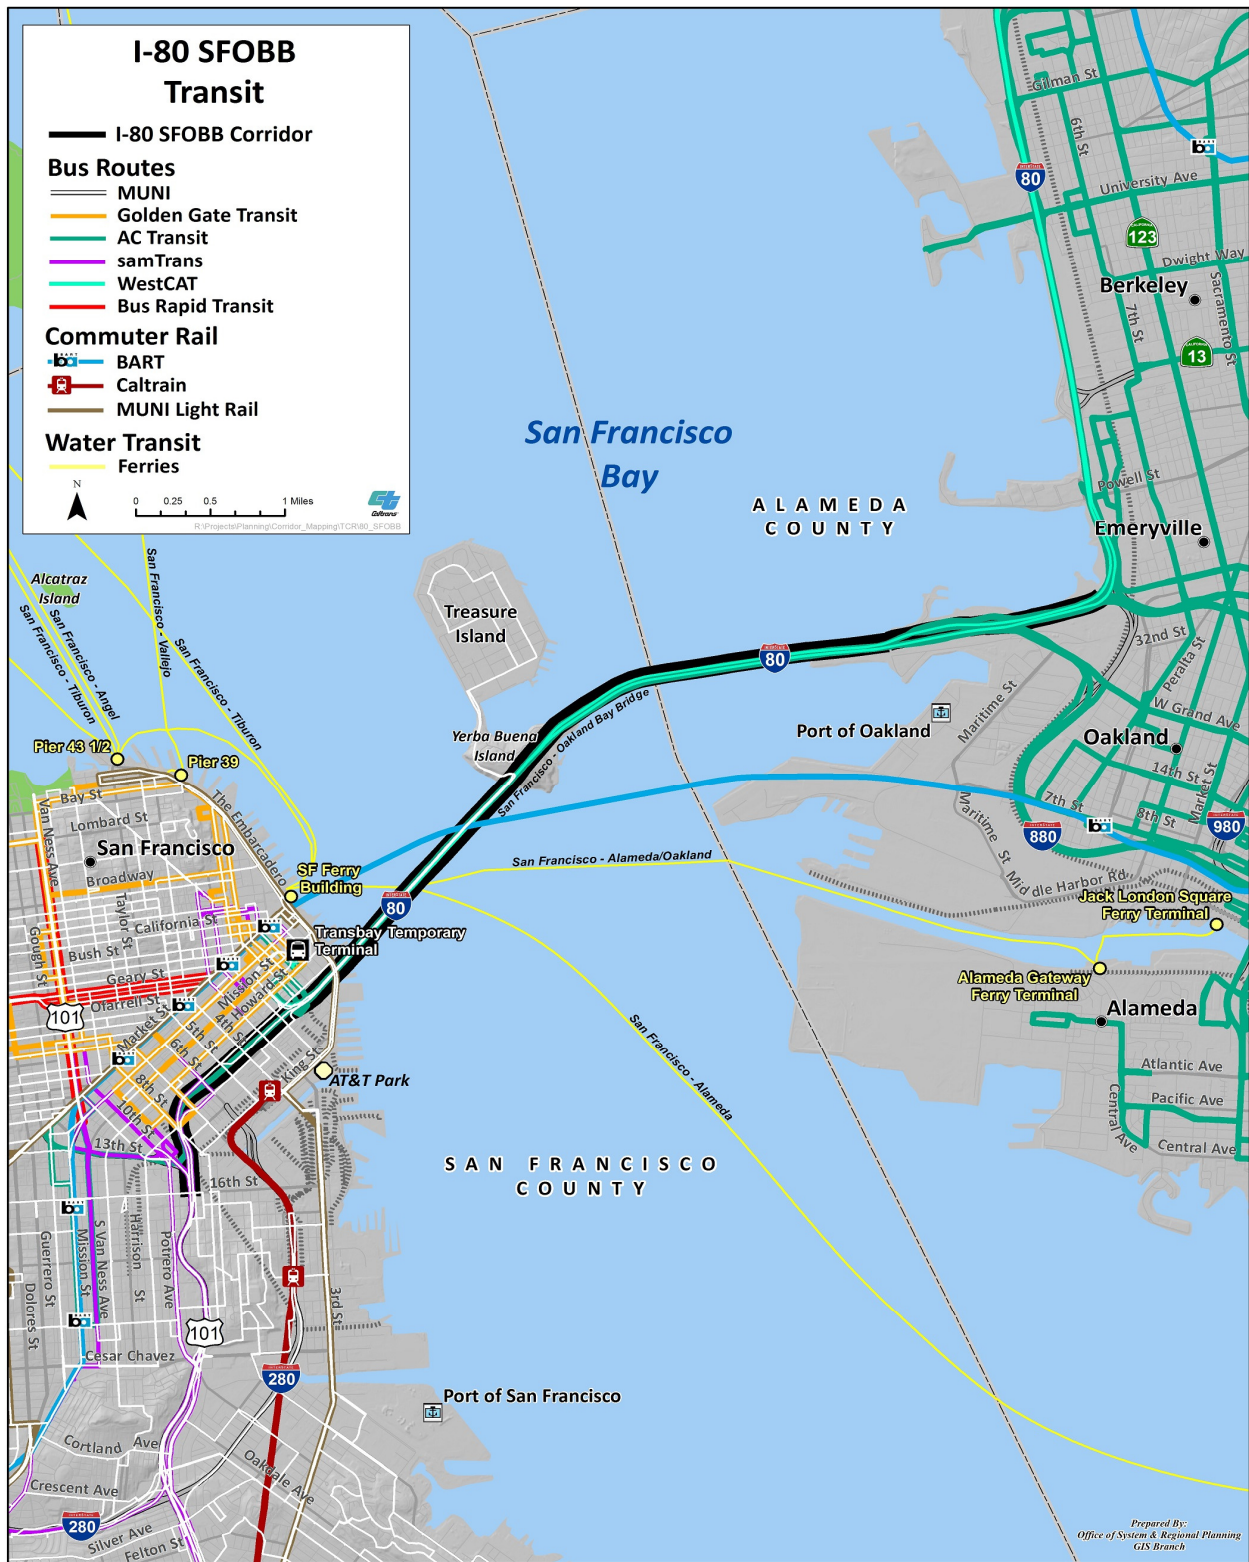 I-80 SFOBB
Transit
I-80 SFOBB Corridor
Bus Routes
MUNI
Golden Gate Transit
AC Transit
samTrans
WestCAT
Bus Rapid Transit
Commuter Rail
BART
Caltrain
MUNI Light Rail
Water Transit
Ferries
N
0 0.25 0.5 1 Miles
Caltrans
R:\Projects\Planning\Corridor_Mapping\TCR\80_SFOBB
Gilman St
6th St
80
University Ave
123
Dwight Way
Berkeley
Sacramento St
7th St
13
San Francisco
Bay
ALAMEDA
COUNTY
Powell St
Emeryville
Alcatraz
Island
San Francisco - Vallejo
San Francisco - Angel
San Francisco - Tiburon
San Francisco - Tiburon
Treasure
Island
80
32nd St
Peralta St
Maritime St
W Grand Ave
Port of Oakland
Oakland
14th St
Market St
Yerba Buena
Island
San Francisco - Oakland Bay Bridge
Pier 43 1/2
Pier 39
Bay St
Lombard St
The Embarcadero
Van Ness Ave
San Francisco
Broadway
Taylor St
California St
Bush St
Gough St
Geary St
Ofarrell St
101
SF Ferry
Building
80
Transbay Temporary
Terminal
San Francisco - Alameda/Oakland
7th St
8th St
880
980
Maritime St
Middle Harbor Rd
Jack London Square
Ferry Terminal
Alameda Gateway
Ferry Terminal
Alameda
Atlantic Ave
Pacific Ave
Central Ave
Central Ave
Mission St
Howard St
Market St
4th St
5th St
6th St
8th St
10th St
King St
AT&T Park
San Francisco - Alameda
13th St
16th St
SAN FRANCISCO
COUNTY
Guerrero St
Dolores St
Mission St
S Van Ness Ave
Harrison St
Potrero Ave
3rd St
101
Cesar Chavez
280
Port of San Francisco
Cortland Ave
Oakdale Ave
Crescent Ave
280
Silver Ave
Felton St
Prepared By:
Office of System & Regional Planning
GIS Branch